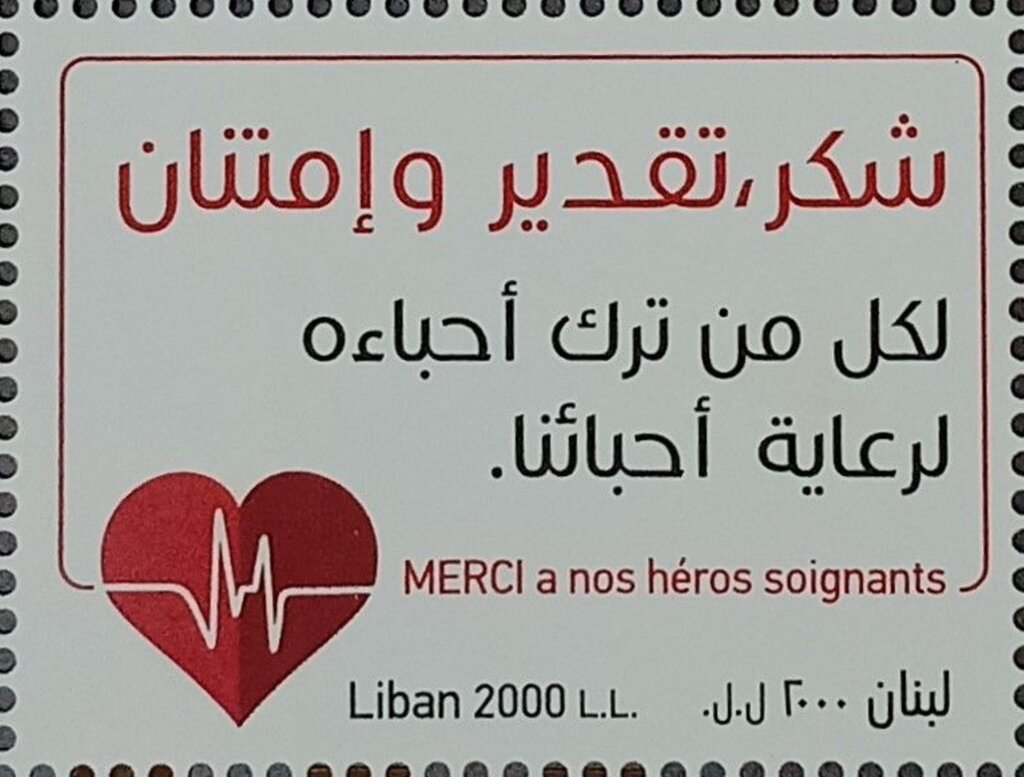 شكر،تقدير وإمتنان
لكل من ترك أحباءه
لرعاية أحبائنا.
MERCI a nos héros soignants
Liban 2000 L.L. لبنان ٢٠٠٠ ل.ل.